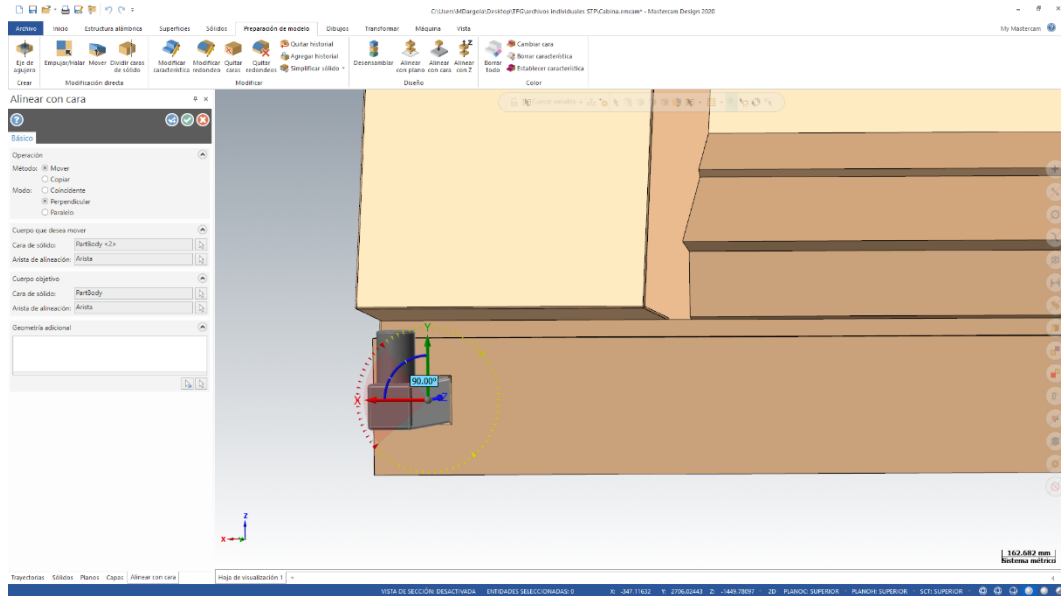 C:\Users\MDargola\Desktop\EPG\archivos individuales STP\Cabina.emcam* - Mastercam Design 2020
Archivo Inicio Estructura alámbrica Superficies Sólidos Preparación de modelo Dibujos Transformar Máquina Vista My Mastercam
Eje de agujero
Empujar/Halar
Mover
Dividir caras de sólido
Modificar característica
Modificar redondeo
Quitar caras
Quitar redondeos
Quitar historial
Agregar historial
Simplificar sólido
Desensamblar
Alinear con plano
Alinear con cara
Alinear con Z
Borrar todo
Cambiar cara
Borrar característica
Establecer característica
Crear Modificación directa Modificar Diseño Color
Alinear con cara
Básico
Operación
Método: Mover
Copiar
Modo: Coincidente
Perpendicular
Paralelo
Cuerpo que desea mover
Cara de sólido: PartBody <2>
Arista de alineación: Arista
Cuerpo objetivo
Cara de sólido: PartBody
Arista de alineación: Arista
Geometría adicional
Y
90.00°
X
Z
Z
X
162.682 mm
Sistema métrico
Trayectorias Sólidos Planos Capas Alinear con cara
Hoja de visualización 1 +
VISTA DE SECCIÓN: DESACTIVADA ENTIDADES SELECCIONADAS: 0 X: -347.11632 Y: 2706.02443 Z: -1449.78097 2D PLANOC: SUPERIOR PLANOH: SUPERIOR SCT: SUPERIOR